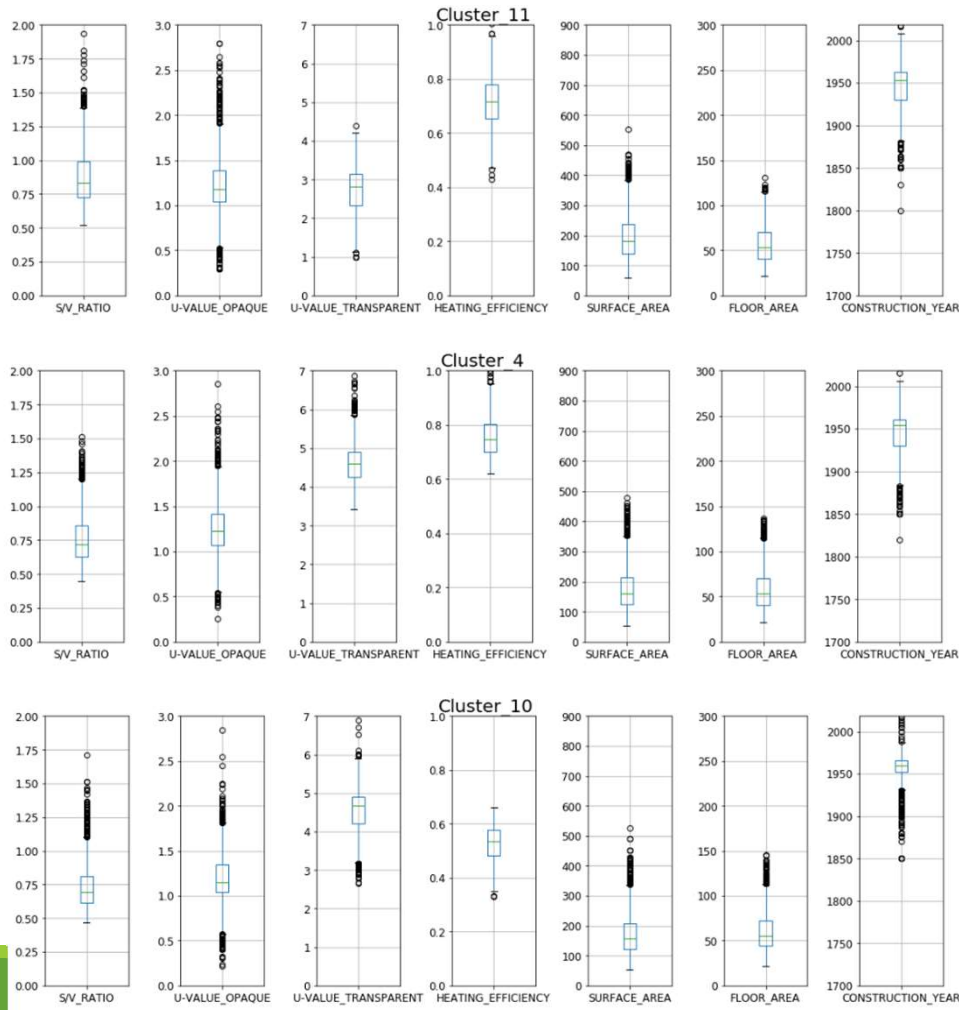 Cluster_11
2.00 3.0 7 1.0 900 300 2000
1.75 2.5 6 0.8 800 250 1950
1.50 2.0 5 0.6 700 200 1900
1.25 1.5 4 0.4 600 150 1850
1.00 1.0 3 0.2 500 100 1800
0.75 0.5 2 0.0 400 50 1750
0.50 0.0 1 300 0 1700
0.25 0 200
0.00 100
0
S/V_RATIO U-VALUE_OPAQUE U-VALUE_TRANSPARENT HEATING_EFFICIENCY SURFACE_AREA FLOOR_AREA CONSTRUCTION_YEAR
Cluster_4
2.00 3.0 7 1.0 900 300 2000
1.75 2.5 6 0.8 800 250 1950
1.50 2.0 5 0.6 700 200 1900
1.25 1.5 4 0.4 600 150 1850
1.00 1.0 3 0.2 500 100 1800
0.75 0.5 2 0.0 400 50 1750
0.50 0.0 1 300 0 1700
0.25 0 200
0.00 100
0
S/V_RATIO U-VALUE_OPAQUE U-VALUE_TRANSPARENT HEATING_EFFICIENCY SURFACE_AREA FLOOR_AREA CONSTRUCTION_YEAR
Cluster_10
2.00 3.0 7 1.0 900 300 2000
1.75 2.5 6 0.8 800 250 1950
1.50 2.0 5 0.6 700 200 1900
1.25 1.5 4 0.4 600 150 1850
1.00 1.0 3 0.2 500 100 1800
0.75 0.5 2 0.0 400 50 1750
0.50 0.0 1 300 0 1700
0.25 0 200
0.00 100
0
S/V_RATIO U-VALUE_OPAQUE U-VALUE_TRANSPARENT HEATING_EFFICIENCY SURFACE_AREA FLOOR_AREA CONSTRUCTION_YEAR